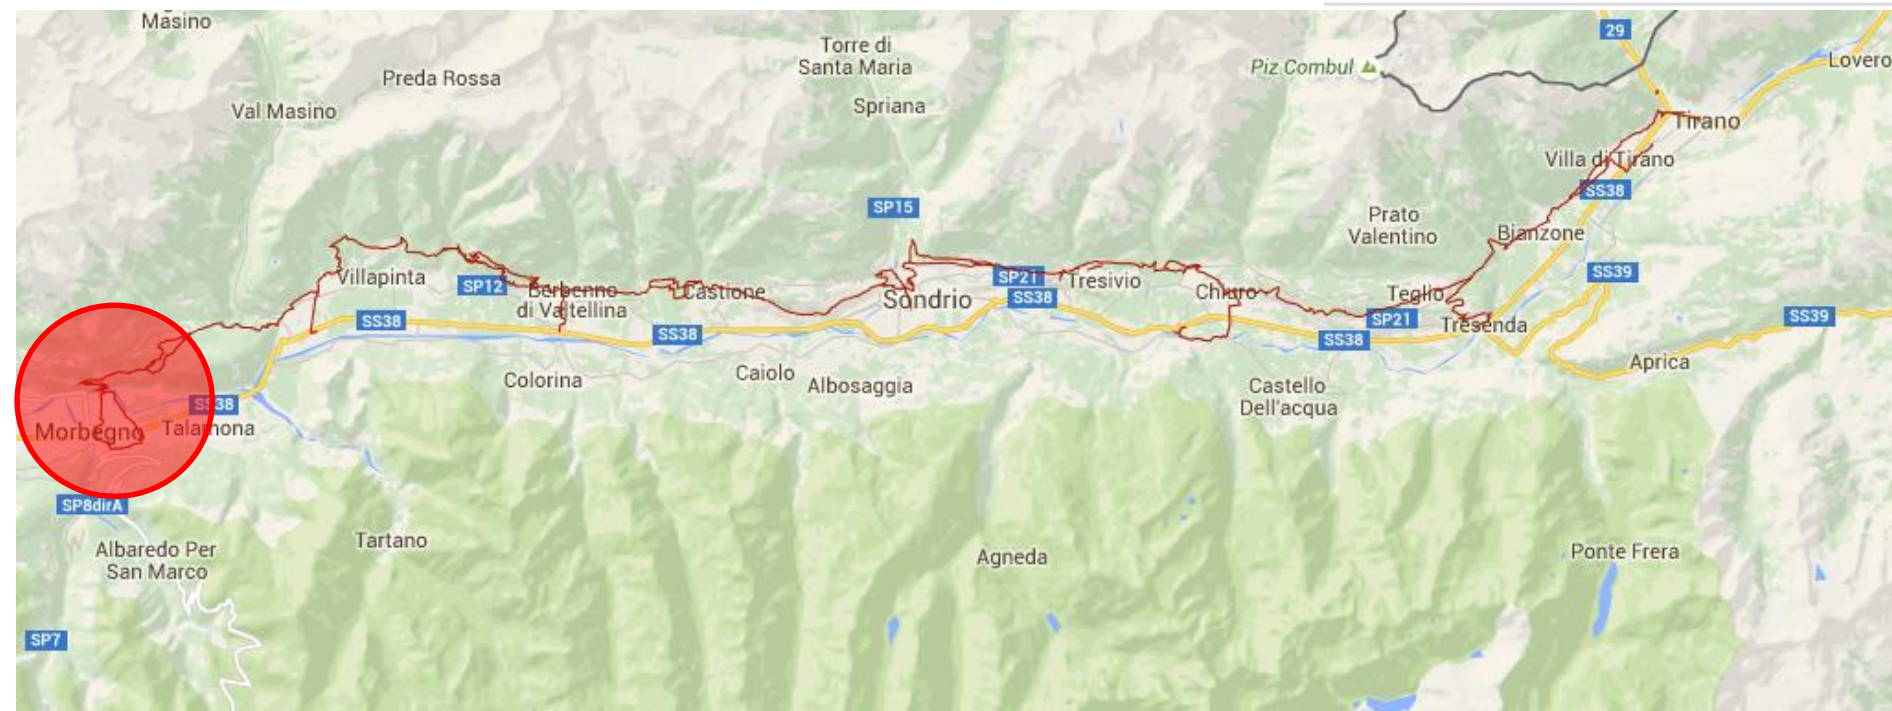 Masino
29
Torre di
Santa Maria
Piz Combul
Lovero
Preda Rossa
Spriana
Val Masino
Tirano
Villa di Tirano
SS38
SP15
Prato
Valentino
Bianzone
SS39
Villapinta
SP12
Berbenno
di Valtellina
Castione
Sondrio
SP21
SS38
Tresivio
Chiuro
Teglio
SP21
Tresenda
SS39
SS38
SS38
SS38
Aprica
Colorina
Caiolo
Albosaggia
Castello
Dell'acqua
SS38
Morbegno
Talamona
SP8dirA
Albaredo Per
San Marco
Tartano
Agneda
Ponte Frera
SP7